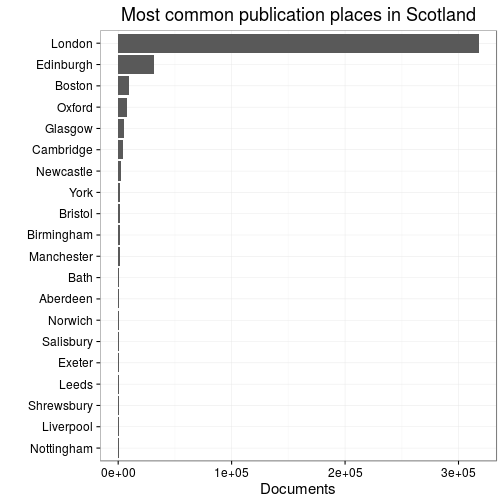 Most common publication places in Scotland
London
Edinburgh
Boston
Oxford
Glasgow
Cambridge
Newcastle
York
Bristol
Birmingham
Manchester
Bath
Aberdeen
Norwich
Salisbury
Exeter
Leeds
Shrewsbury
Liverpool
Nottingham
0e+00 1e+05 2e+05 3e+05
Documents